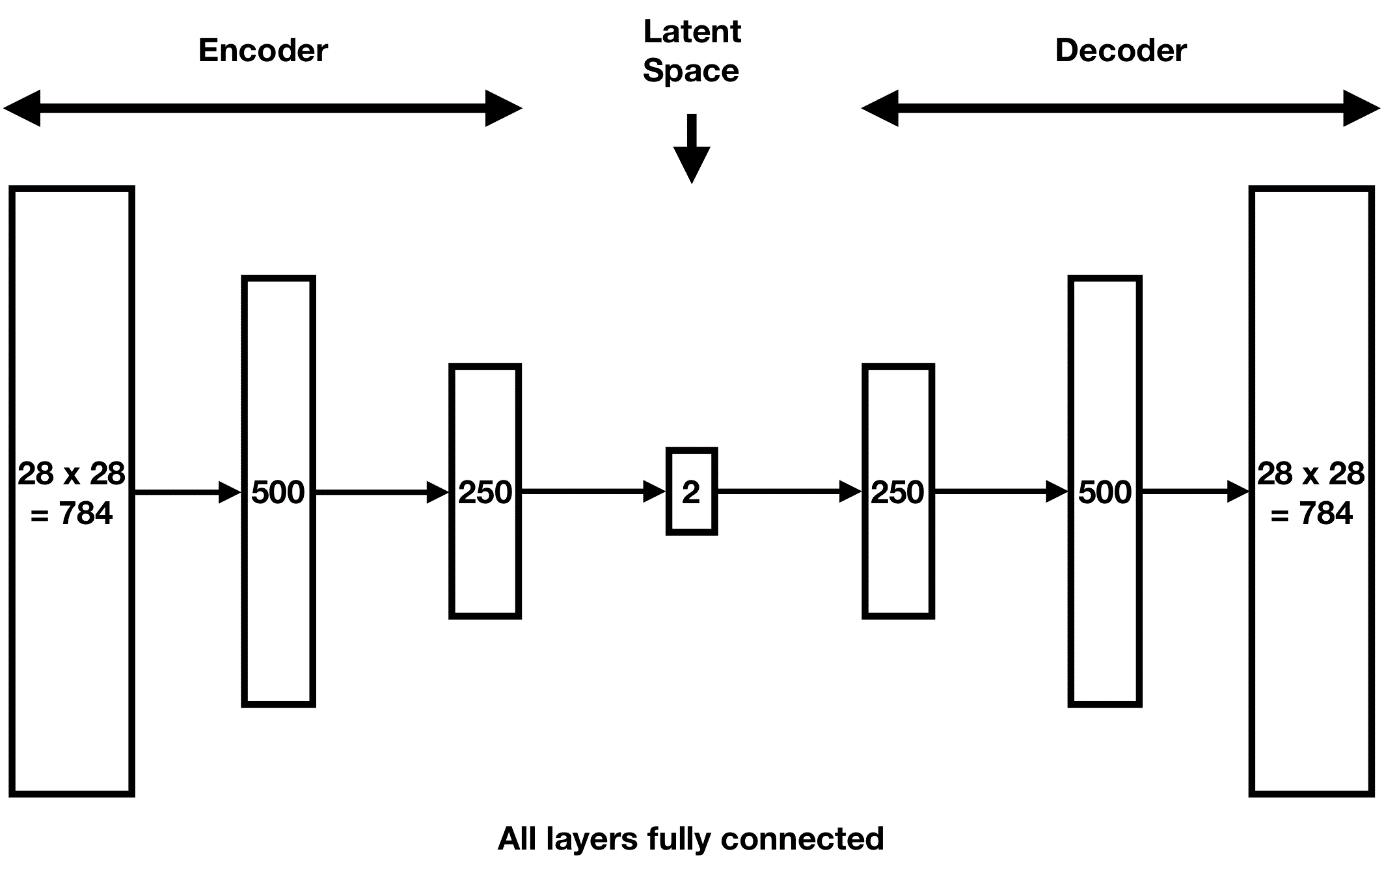 Encoder
Latent
Space
Decoder
28 x 28
= 784
500
250
2
250
500
28 x 28
= 784
All layers fully connected